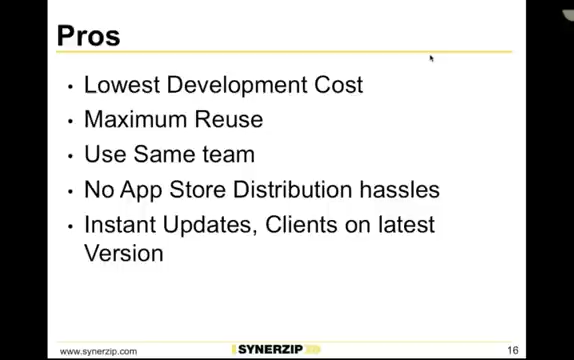 Pros
• Lowest Development Cost
• Maximum Reuse
• Use Same team
• No App Store Distribution hassles
• Instant Updates, Clients on latest
Version
www.synerzip.com
SYNERZIP
16